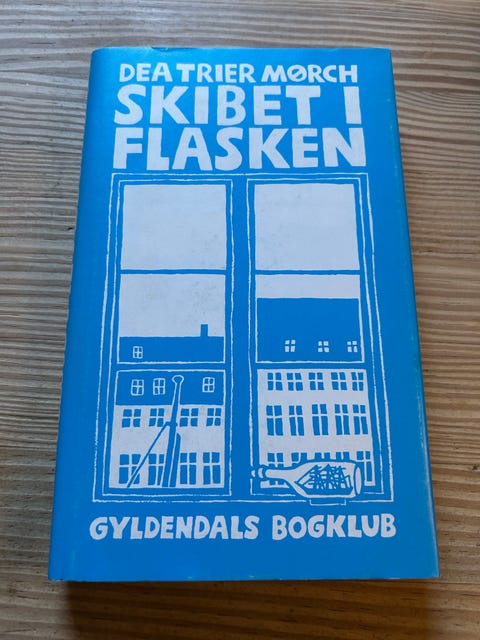 DEA TRIER MØRCH
SKIBET I
FLASKEN
GYLDENDALS BOGKLUB